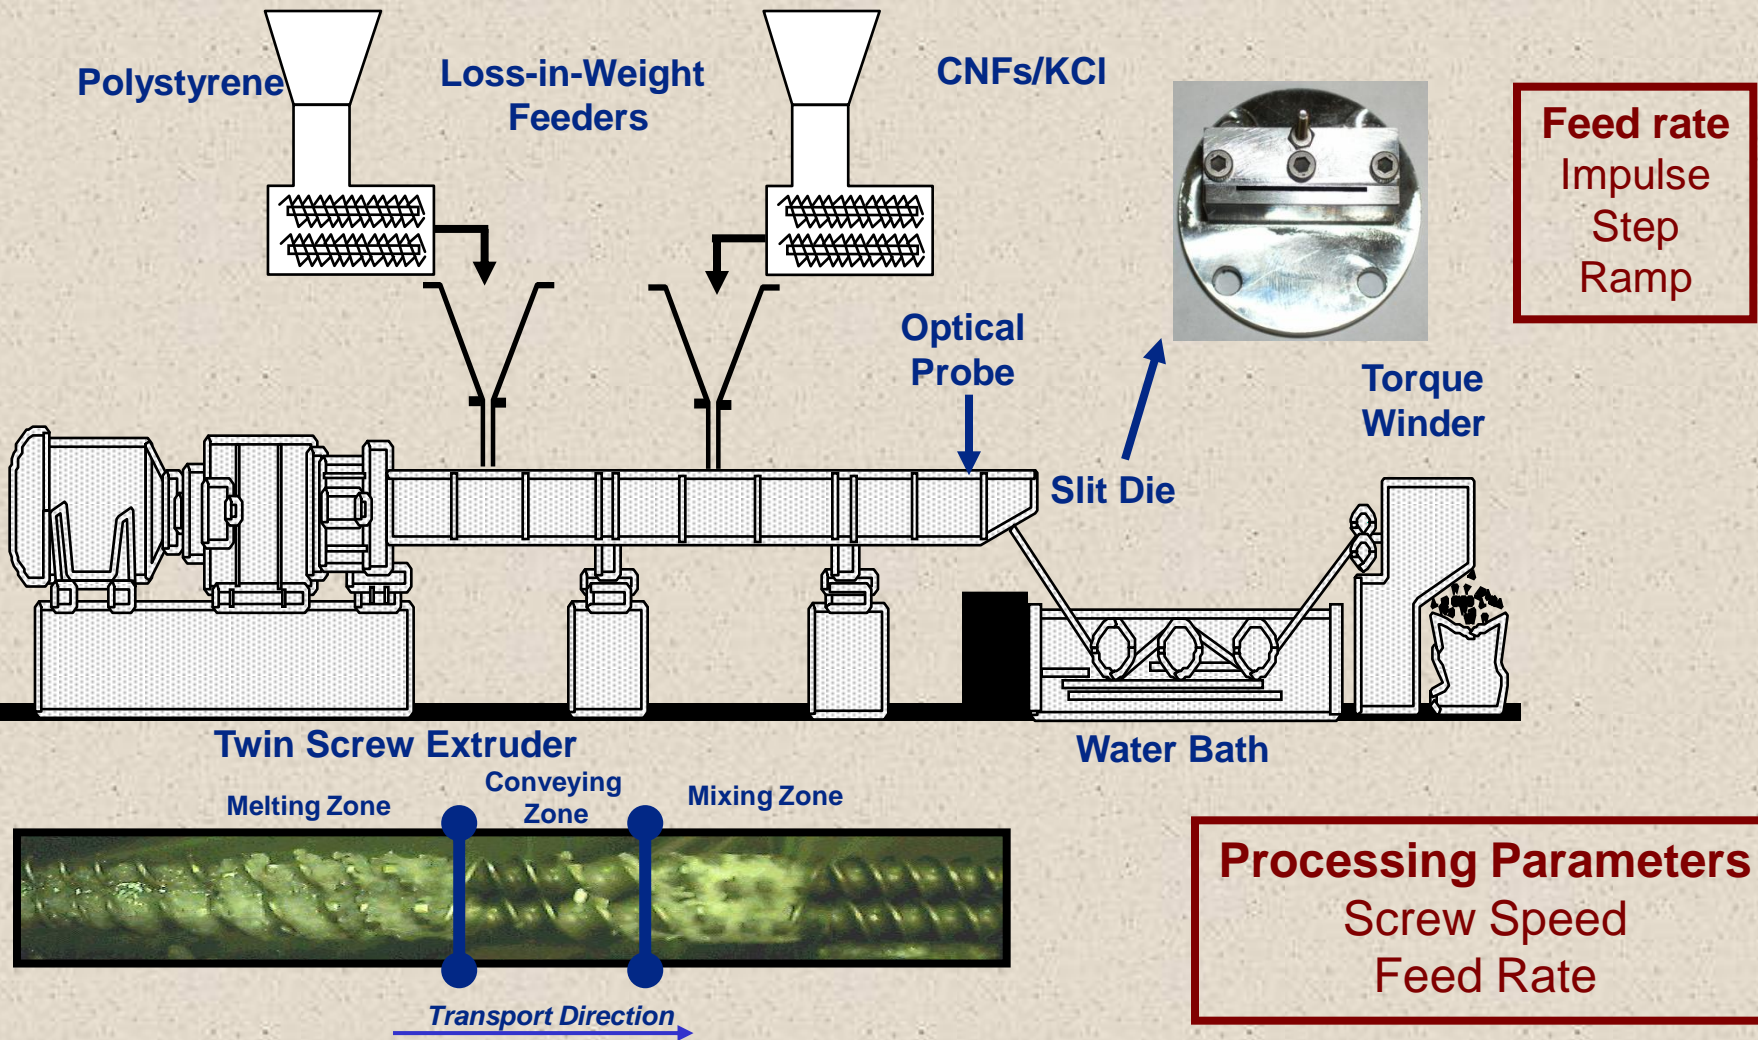 Polystyrene
Loss-in-Weight
Feeders
CNFs/KCl
Feed rate
Impulse
Step
Ramp
Optical
Probe
Torque
Winder
Slit Die
Twin Screw Extruder
Water Bath
Melting Zone
Conveying
Zone
Mixing Zone
Transport Direction
Processing Parameters
Screw Speed
Feed Rate